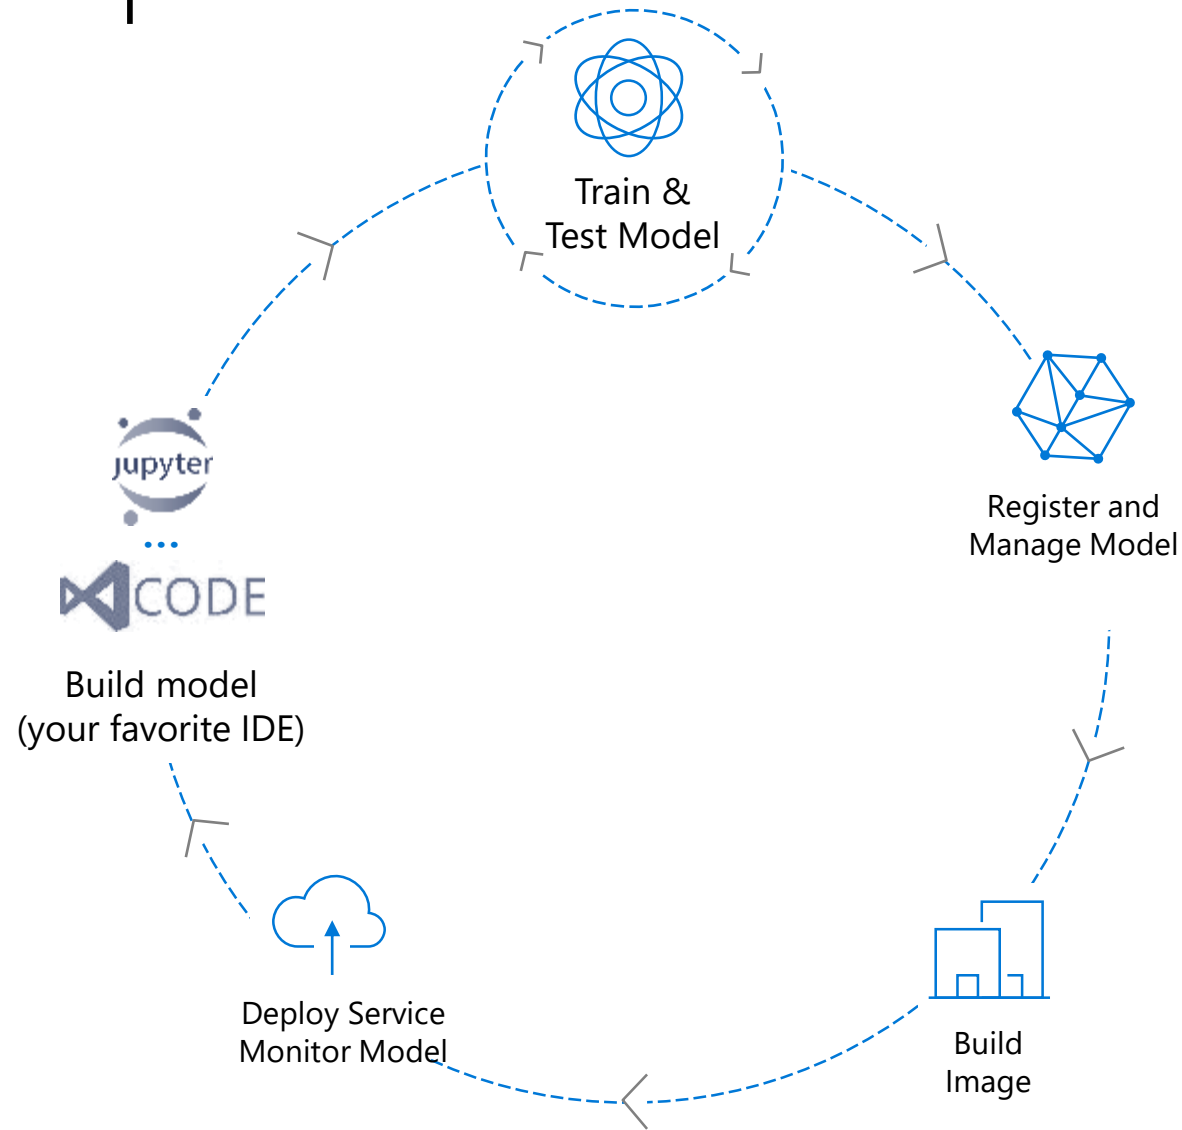 Train &
Test Model
Register and
Manage Model
jupyter
CODE
Build model
(your favorite IDE)
Deploy Service
Monitor Model
Build
Image